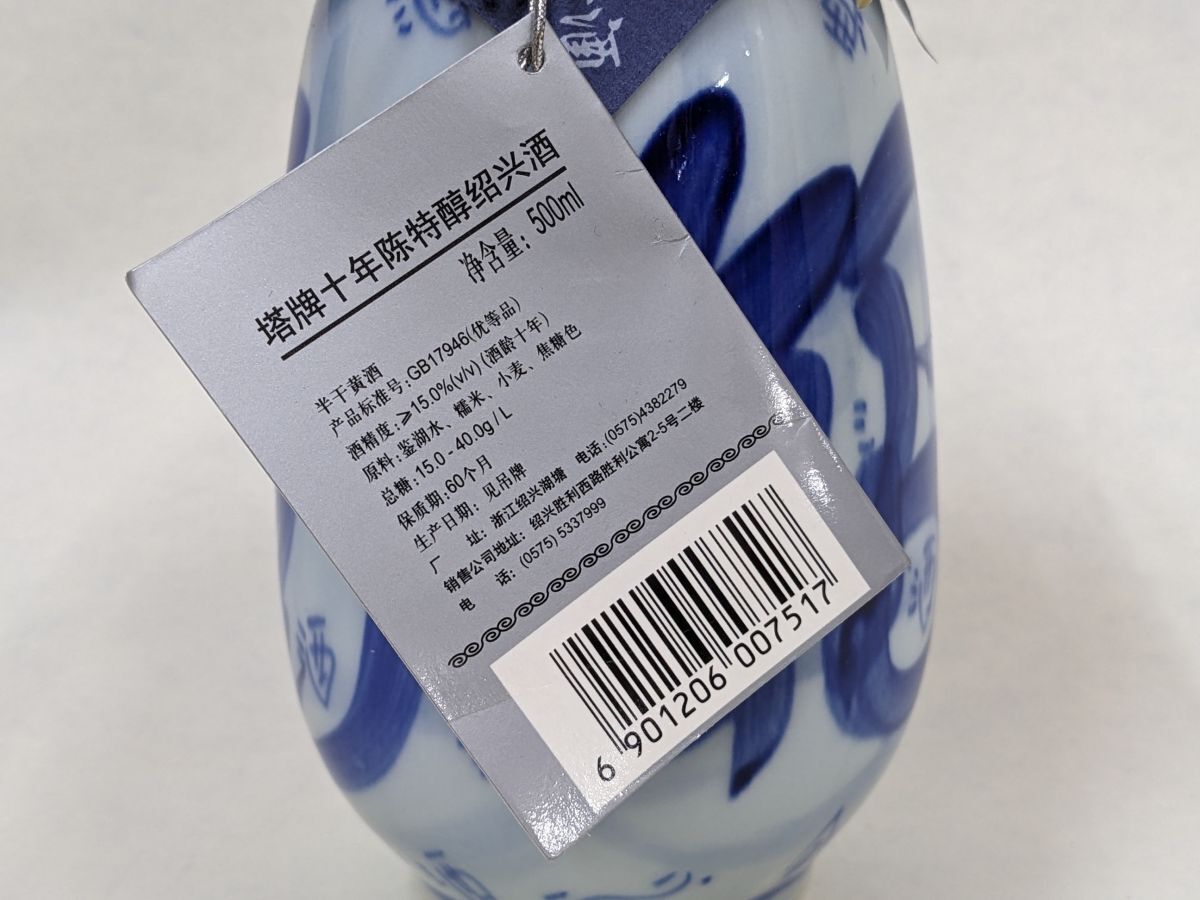 酒
酒
塔牌十年陈特醇绍兴酒
净含量：500ml
半干黄酒
产品标准号：GB17946(优等品)
酒精度：≥15.0%(v/v) (酒龄十年)
原料：鉴湖水、糯米、小麦、焦糖色
总糖：15.0 - 40.0g / L
保质期：60个月
生产日期：见吊牌
厂 址：浙江绍兴湖塘 电话：(0575)4382279
销售公司地址：绍兴胜利西路胜利公寓2-5号二楼
电 话：(0575) 5337999
6 901206 007517
酒
酒
酒